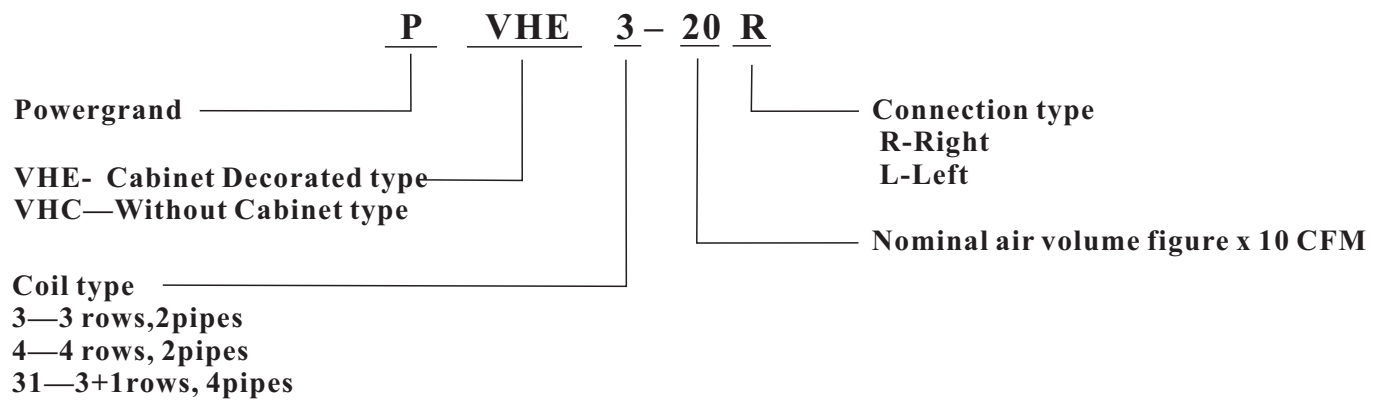 P VHE 3– 20 R
Powergrand
VHE- Cabinet Decorated type
VHC—Without Cabinet type
Coil type
3—3 rows,2pipes
4—4 rows, 2pipes
31—3+1rows, 4pipes
Connection type
R-Right
L-Left
Nominal air volume figure x 10 CFM